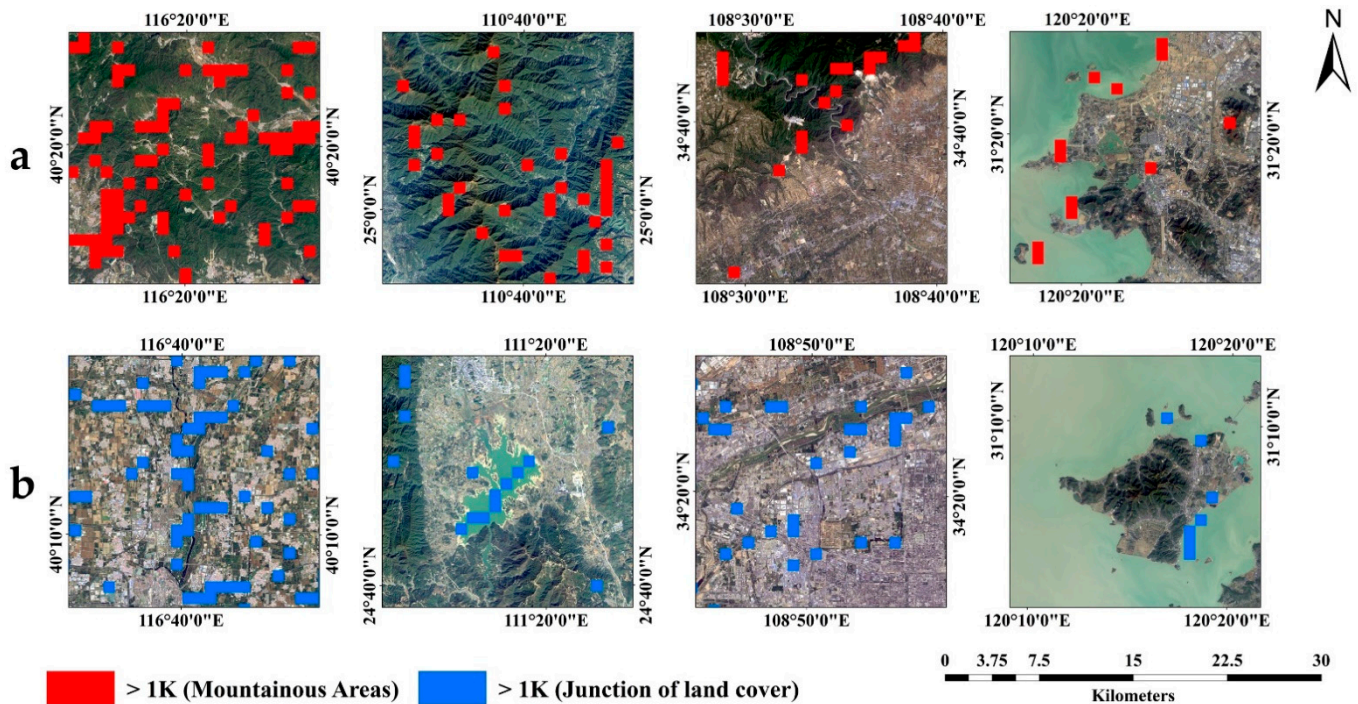 116°20'0"E
110°40'0"E
108°30'0"E
108°40'0"E
120°20'0"E
N
a
40°20'0"N
40°20'0"N
25°0'0"N
25°0'0"N
34°40'0"N
34°40'0"N
31°20'0"N
31°20'0"N
116°20'0"E
110°40'0"E
108°30'0"E
108°40'0"E
120°20'0"E
116°40'0"E
111°20'0"E
108°50'0"E
120°10'0"E
120°20'0"E
b
40°10'0"N
40°10'0"N
24°40'0"N
24°40'0"N
34°20'0"N
34°20'0"N
31°10'0"N
31°10'0"N
116°40'0"E
111°20'0"E
108°50'0"E
120°10'0"E
120°20'0"E
> 1K (Mountainous Areas)
> 1K (Junction of land cover)
0 3.75 7.5 15 22.5 30
Kilometers